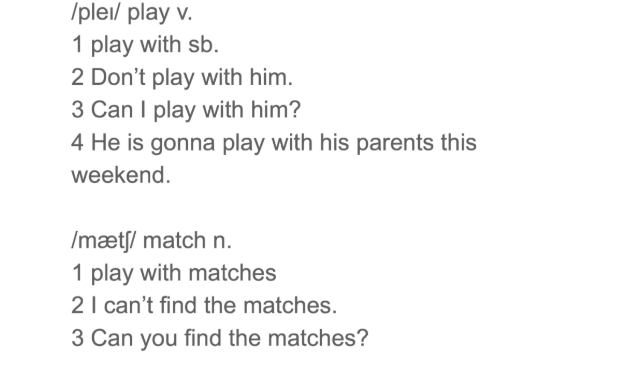 /pleɪ/ play v.
1 play with sb.
2 Don’t play with him.
3 Can I play with him?
4 He is gonna play with his parents this
weekend.
/mætʃ/ match n.
1 play with matches
2 I can’t find the matches.
3 Can you find the matches?